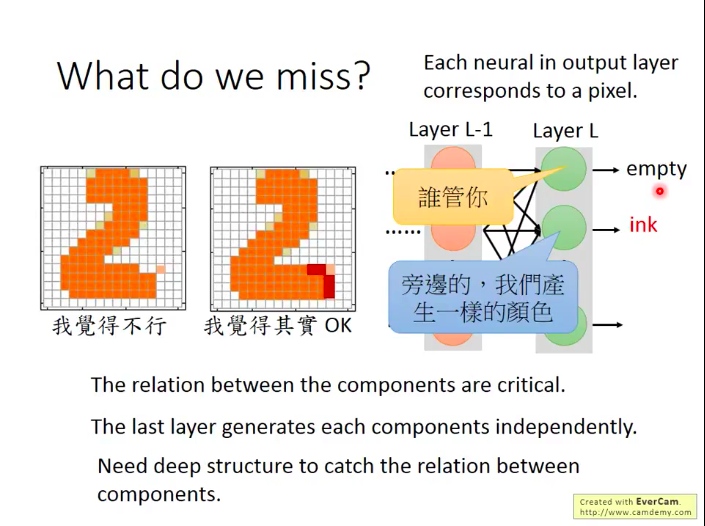 What do we miss?
Each neural in output layer
corresponds to a pixel.
Layer L-1
Layer L
empty
誰管你
ink
旁邊的，我們產
生一樣的顏色
我覺得不行
我覺得其實 OK
The relation between the components are critical.
The last layer generates each components independently.
Need deep structure to catch the relation between
components.
Created with EverCam.
http://www.camdemy.com